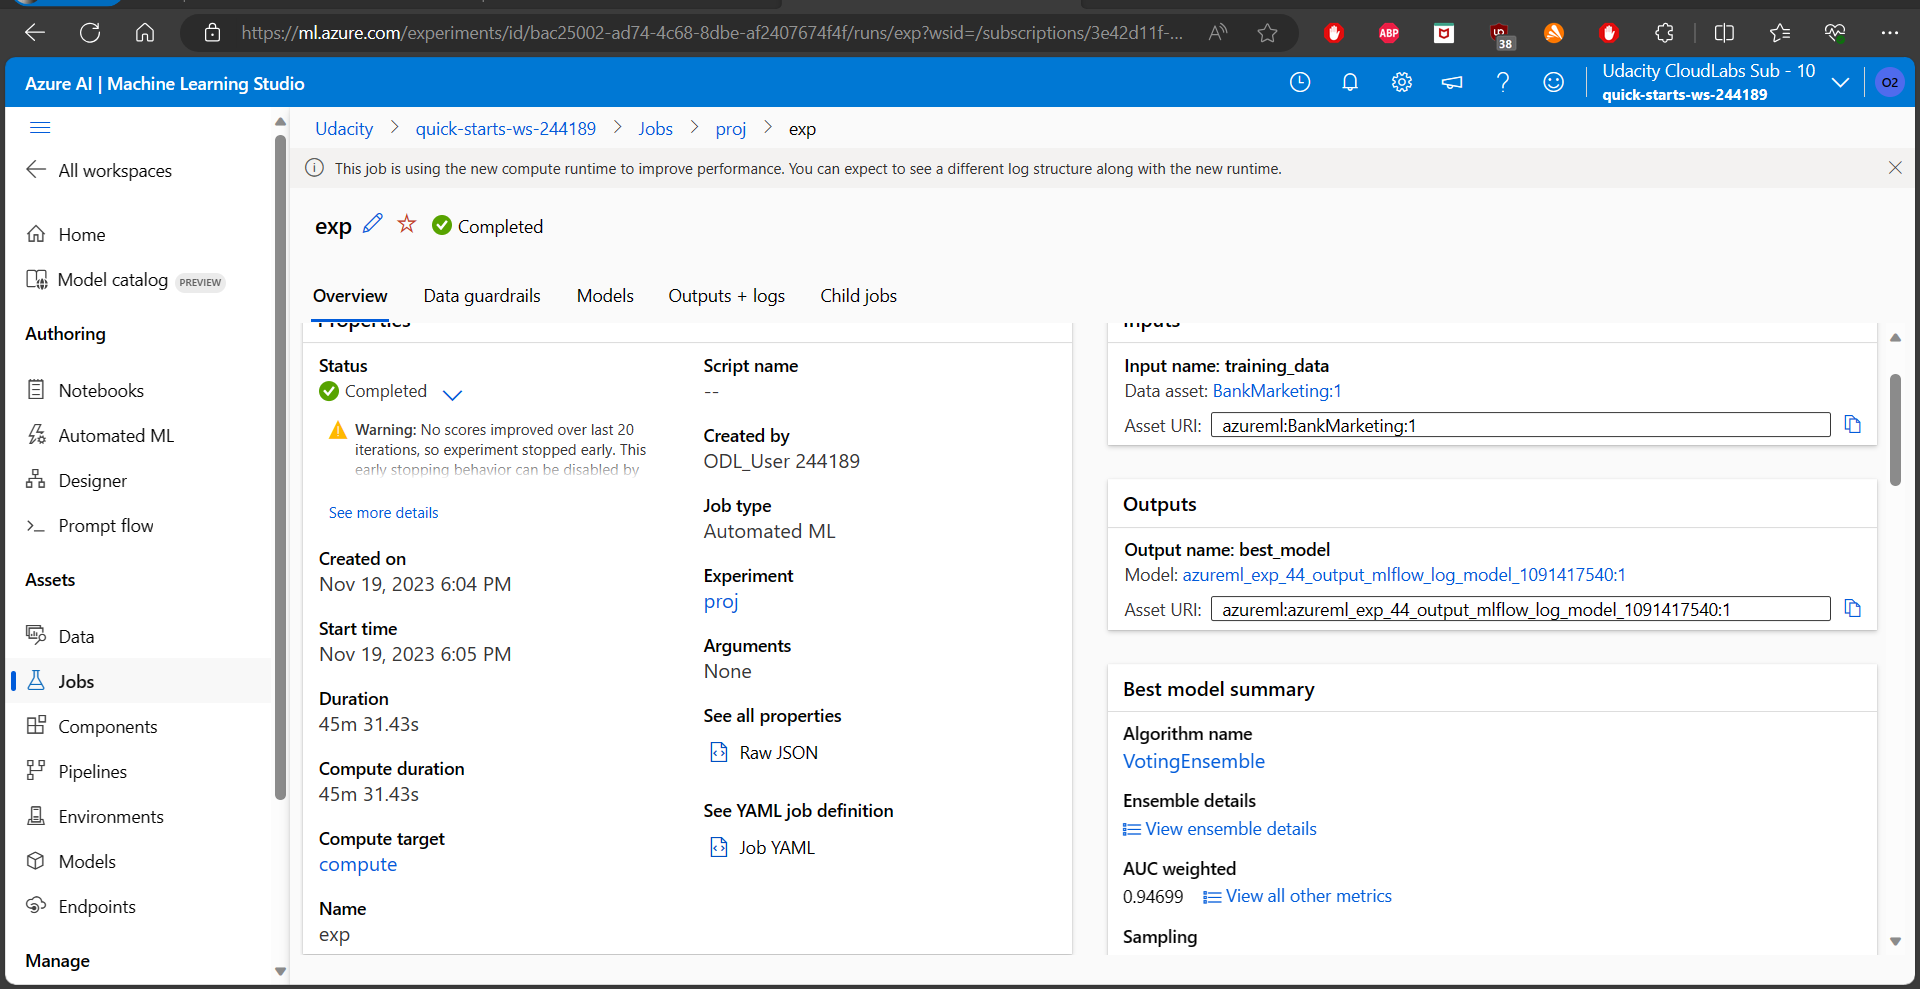 https://ml.azure.com/experiments/id/bac25002-ad74-4c68-8dbe-af2407674f4f/runs/exp?wsid=/subscriptions/3e42d11f-...
ABP
38
Azure AI | Machine Learning Studio
Udacity CloudLabs Sub - 10
quick-starts-ws-244189
O2
All workspaces
Home
Model catalog PREVIEW
Authoring
Notebooks
Automated ML
Designer
Prompt flow
Assets
Data
Jobs
Components
Pipelines
Environments
Models
Endpoints
Manage
Udacity > quick-starts-ws-244189 > Jobs > proj > exp
This job is using the new compute runtime to improve performance. You can expect to see a different log structure along with the new runtime.
exp Completed
Overview Data guardrails Models Outputs + logs Child jobs
Properties
Status
Completed
Warning: No scores improved over last 20
iterations, so experiment stopped early. This
early stopping behavior can be disabled by
See more details
Created on
Nov 19, 2023 6:04 PM
Start time
Nov 19, 2023 6:05 PM
Duration
45m 31.43s
Compute duration
45m 31.43s
Compute target
compute
Name
exp
Script name
--
Created by
ODL_User 244189
Job type
Automated ML
Experiment
proj
Arguments
None
See all properties
Raw JSON
See YAML job definition
Job YAML
Inputs
Input name: training_data
Data asset: BankMarketing:1
Asset URI: azureml:BankMarketing:1
Outputs
Output name: best_model
Model: azureml_exp_44_output_mlflow_log_model_1091417540:1
Asset URI: azureml:azureml_exp_44_output_mlflow_log_model_1091417540:1
Best model summary
Algorithm name
VotingEnsemble
Ensemble details
View ensemble details
AUC weighted
0.94699 View all other metrics
Sampling